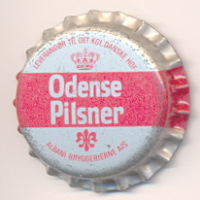 LEVERANDØR TIL DET KGL. DANSKE HOF
Odense
Pilsner
ALBANI BRYGGERIERNE A/S